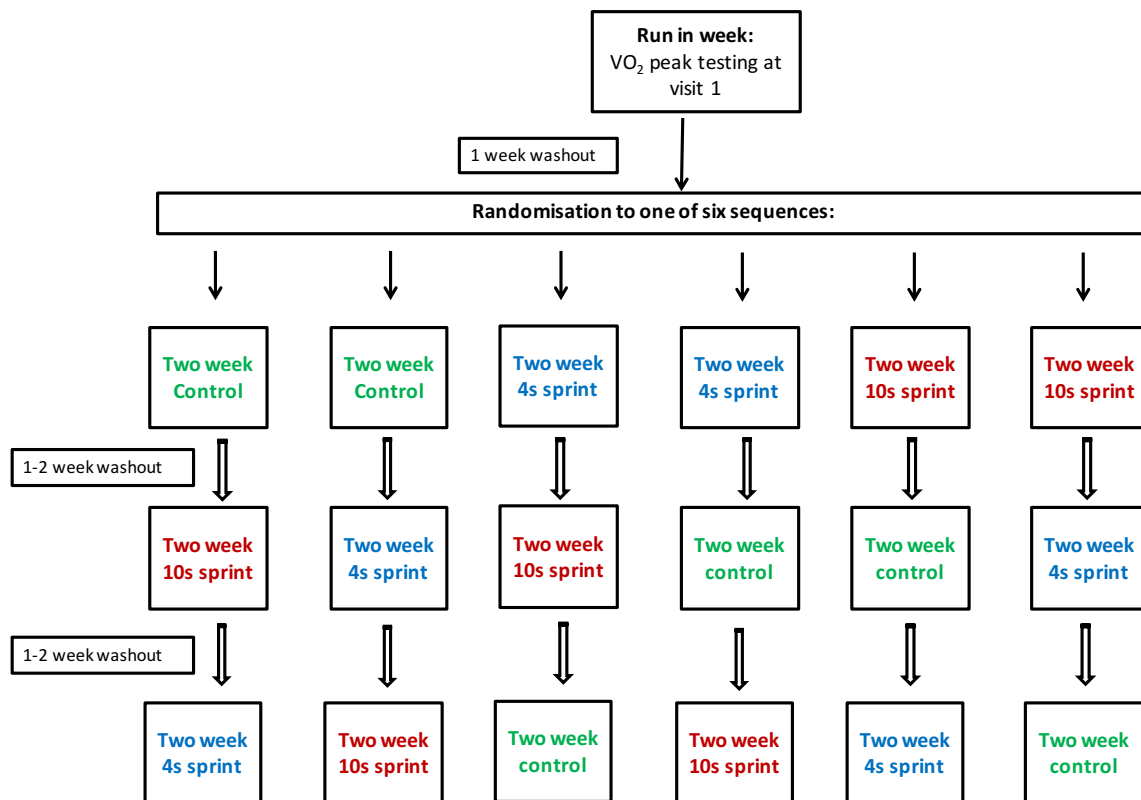 Run in week:
VO₂ peak testing at
visit 1
1 week washout
Randomisation to one of six sequences:
Two week
Control
Two week
Control
Two week
4s sprint
Two week
4s sprint
Two week
10s sprint
Two week
10s sprint
1-2 week washout
Two week
10s sprint
Two week
4s sprint
Two week
10s sprint
Two week
control
Two week
control
Two week
4s sprint
1-2 week washout
Two week
4s sprint
Two week
10s sprint
Two week
control
Two week
10s sprint
Two week
4s sprint
Two week
control